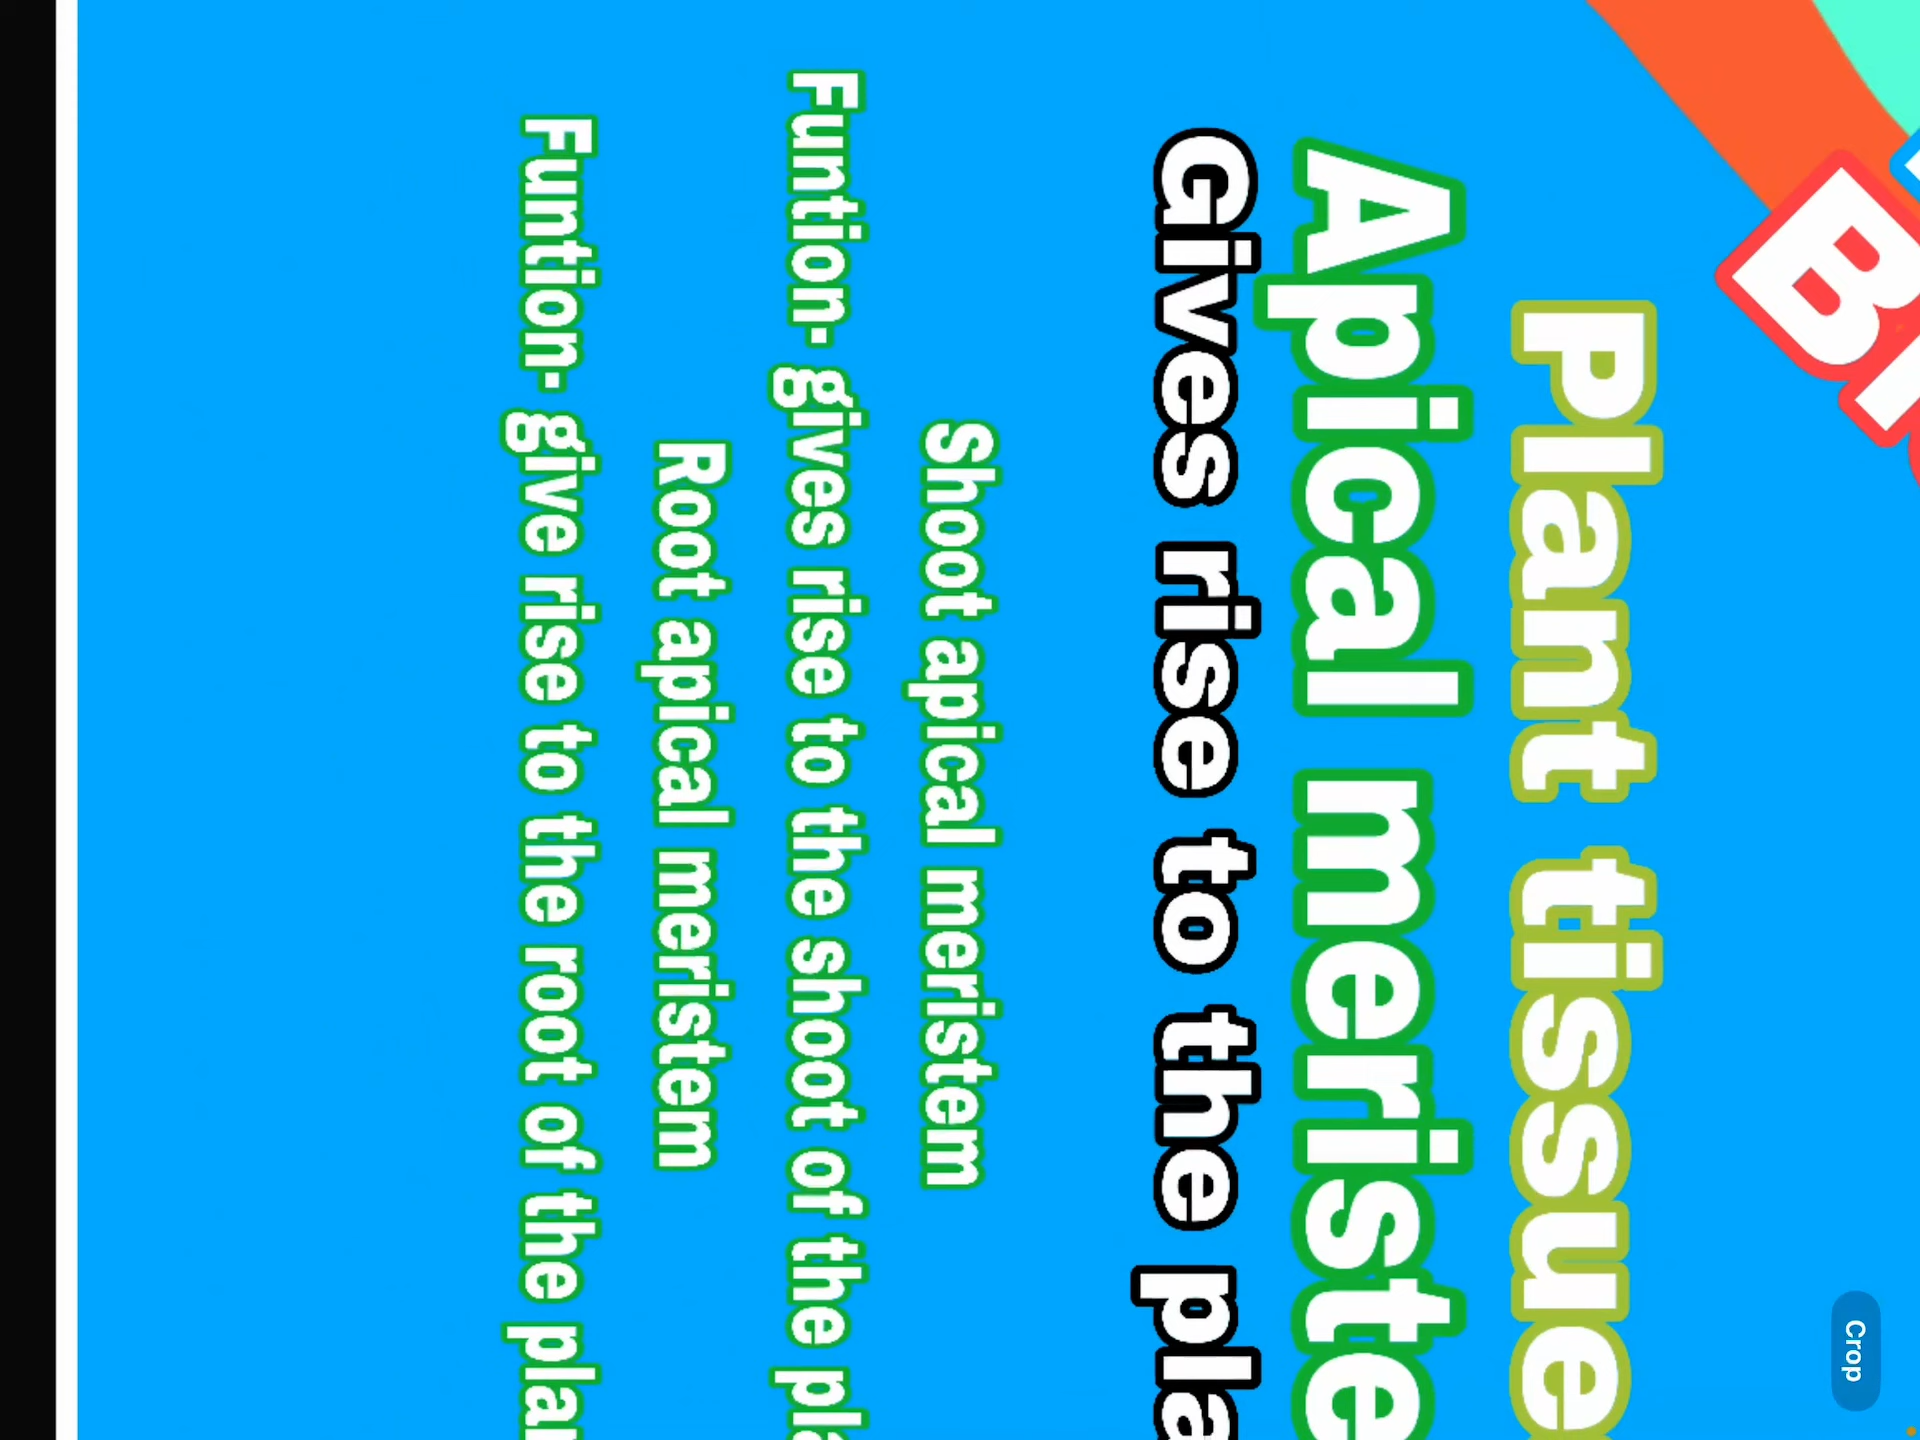 Plant tissue
Apical meriste
Gives rise to the pla
Shoot apical meristem
Funtion- gives rise to the shoot of the pla
Root apical meristem
Funtion- give rise to the root of the plan
Crop